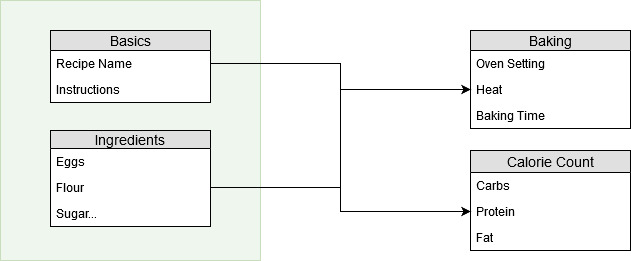 Basics
Recipe Name
Instructions
Ingredients
Eggs
Flour
Sugar...
Baking
Oven Setting
Heat
Baking Time
Calorie Count
Carbs
Protein
Fat